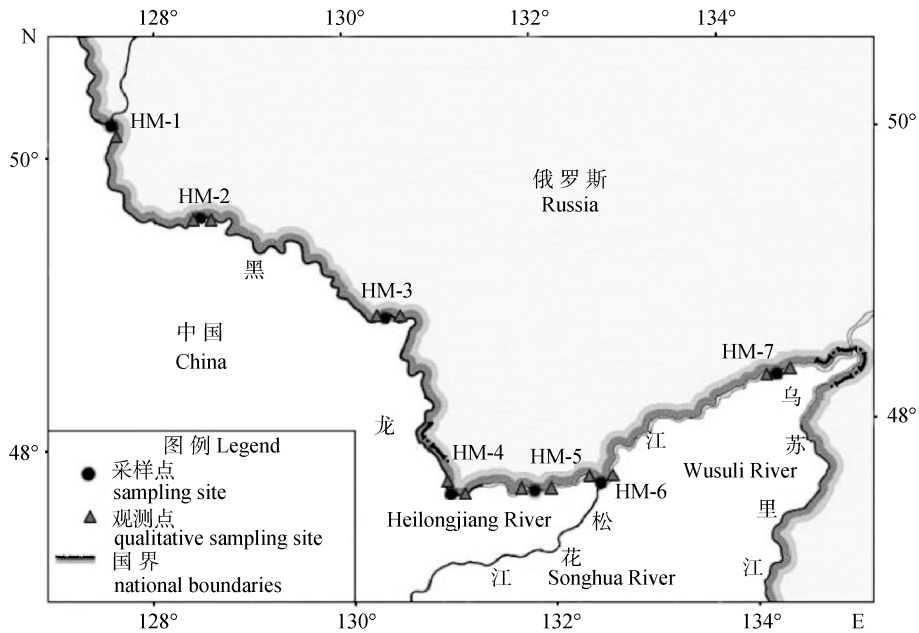 128° 130° 132° 134°
N
HM-1
50°
50°
俄罗斯
Russia
HM-2
黑
HM-3
中国
China
HM-7
乌
48°
龙
江
苏
图例 Legend
48°
HM-4
HM-5
采样点
sampling site
Wusuli River
HM-6
里
观测点
qualitative sampling site
Heilongjiang River
松
国界
national boundaries
花
江
Songhua River
江
128° 130° 132° 134° E